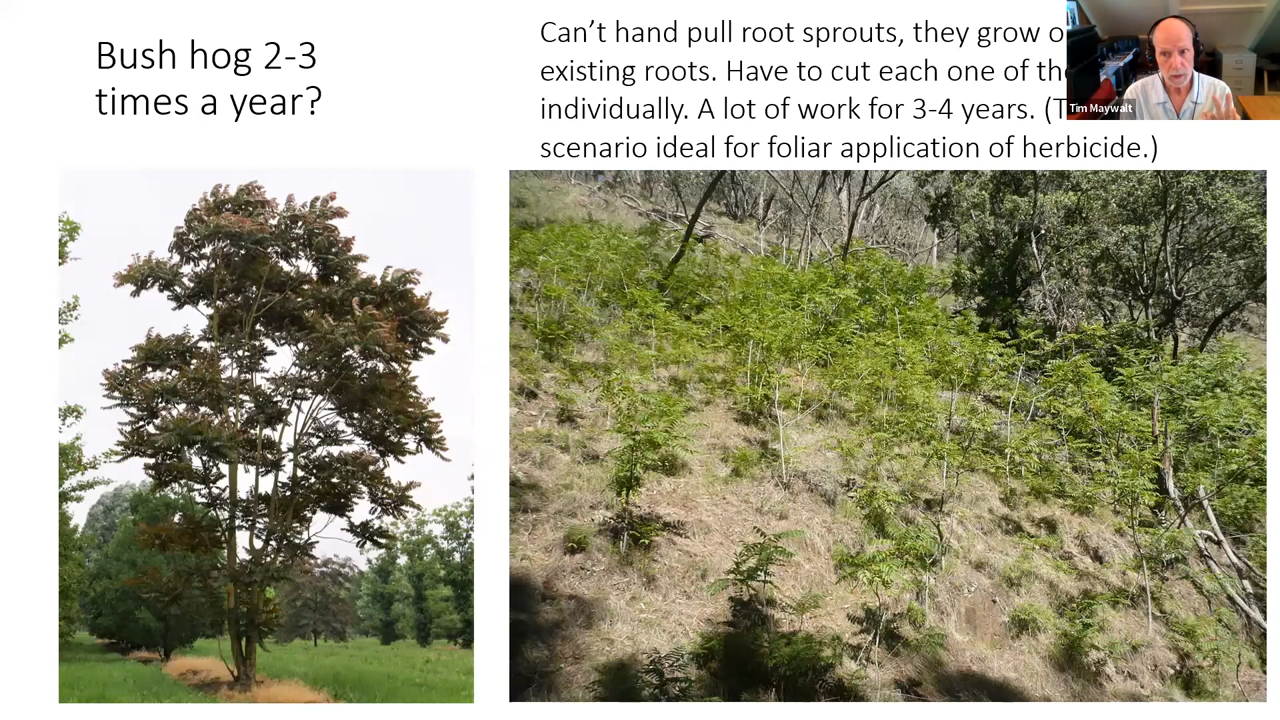 Bush hog 2-3
times a year?
Can’t hand pull root sprouts, they grow
existing roots. Have to cut each one of
individually. A lot of work for 3-4 years.
scenario ideal for foliar application of herbicide.)
Tim Maywalt